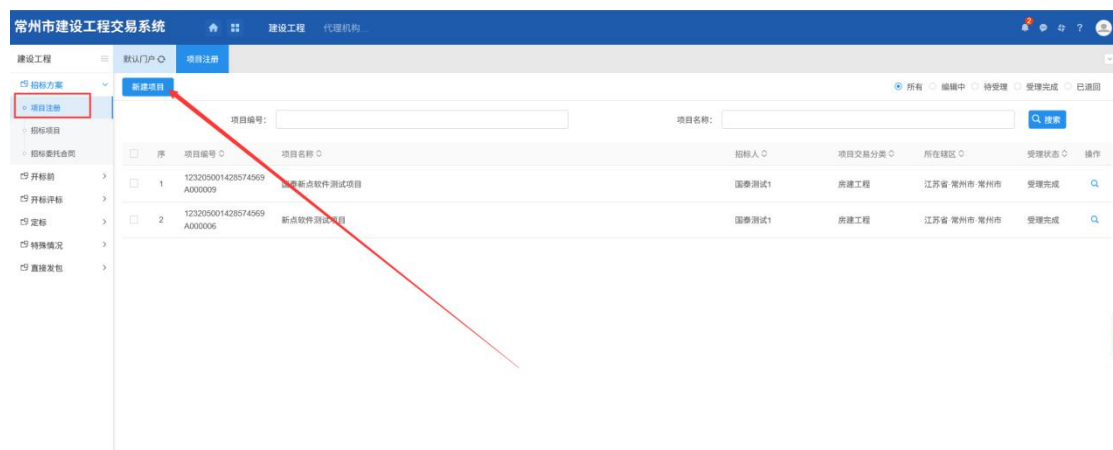 常州市建设工程交易系统 建设工程 代理机构... 2 ?
建设工程 默认门户 项目注册
招标方案 新建项目 所有 编辑中 待受理 受理完成 已退回
项目注册 项目编号: 项目名称: 搜索
招标项目
招标委托合同 序 项目编号 项目名称 招标人 项目交易分类 所在辖区 受理状态 操作
开标前 1 123205001428574569 国泰新点软件测试项目 国泰测试1 房建工程 江苏省·常州市·常州市 受理完成
A000009
开标评标
定标 2 123205001428574569 新点软件测试项目 国泰测试1 房建工程 江苏省·常州市·常州市 受理完成
A000006
特殊情况
直接发包